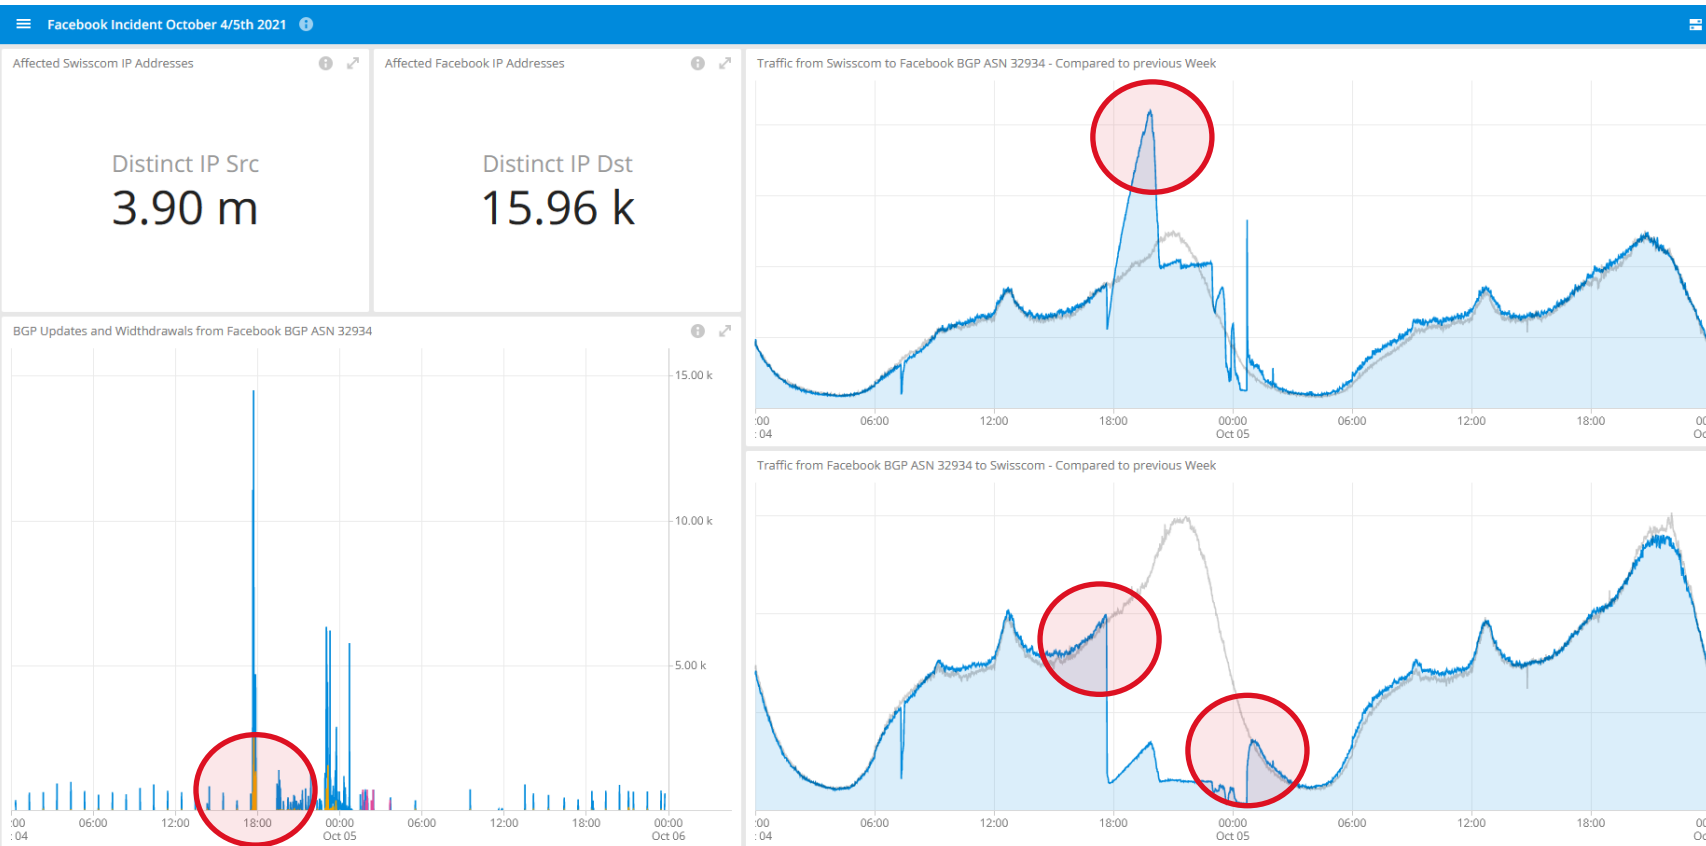 Facebook Incident October 4/5th 2021
Affected Swisscom IP Addresses
Distinct IP Src
3.90 m
Affected Facebook IP Addresses
Distinct IP Dst
15.96 k
BGP Updates and Widthdrawals from Facebook BGP ASN 32934
15.00 k
10.00 k
5.00 k
:00 06:00 12:00 18:00 00:00 06:00 12:00 18:00 00:00
: 04 Oct 05 Oct 06
Traffic from Swisscom to Facebook BGP ASN 32934 - Compared to previous Week
:00 06:00 12:00 18:00 00:00 06:00 12:00 18:00 00
: 04 Oct 05 Oc
Traffic from Facebook BGP ASN 32934 to Swisscom - Compared to previous Week
:00 06:00 12:00 18:00 00:00 06:00 12:00 18:00 00
: 04 Oct 05 Oc